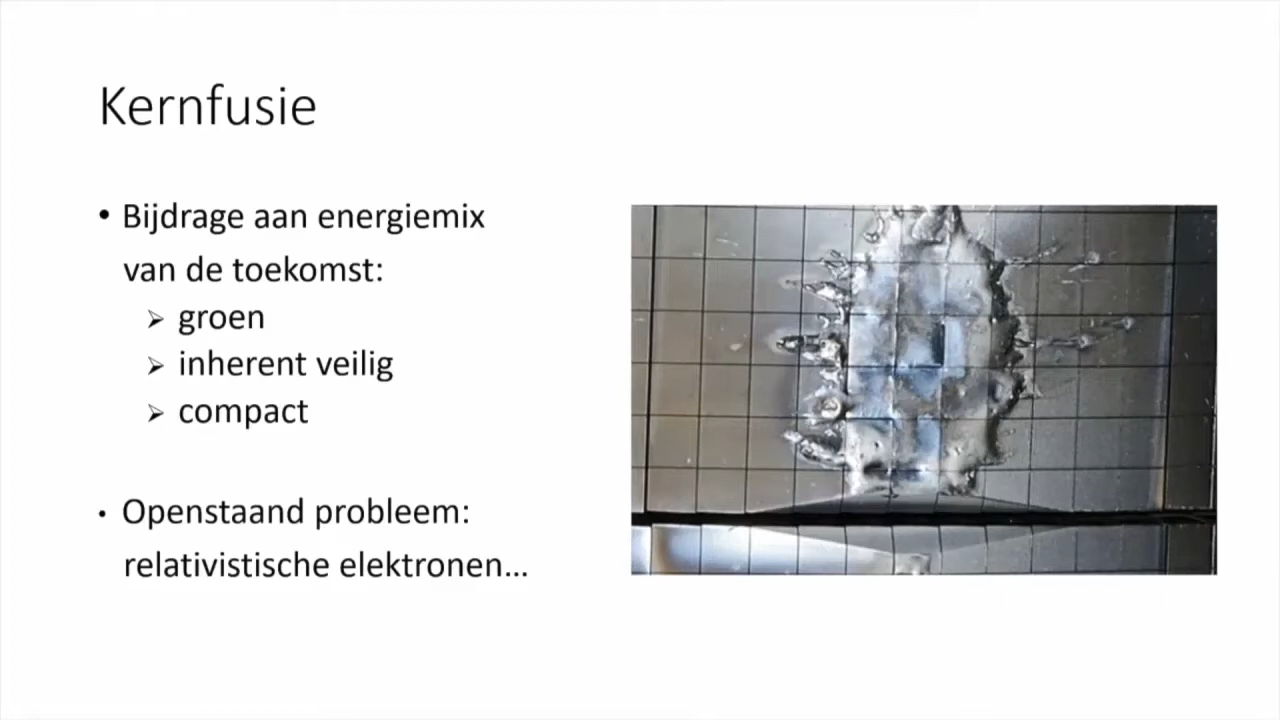 Kernfusie
• Bijdrage aan energiemix
van de toekomst:
➢ groen
➢ inherent veilig
➢ compact
• Openstaand probleem:
relativistische elektronen...